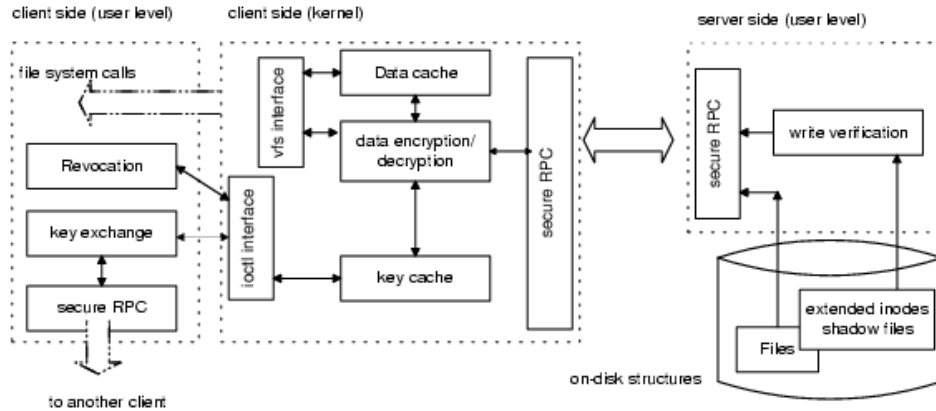 client side (user level)
client side (kernel)
server side (user level)
file system calls
Revocation
key exchange
secure RPC
to another client
vfs interface
ioctl interface
Data cache
data encryption/
decryption
key cache
secure RPC
secure RPC
write verification
extended inodes
shadow files
Files
on-disk structures